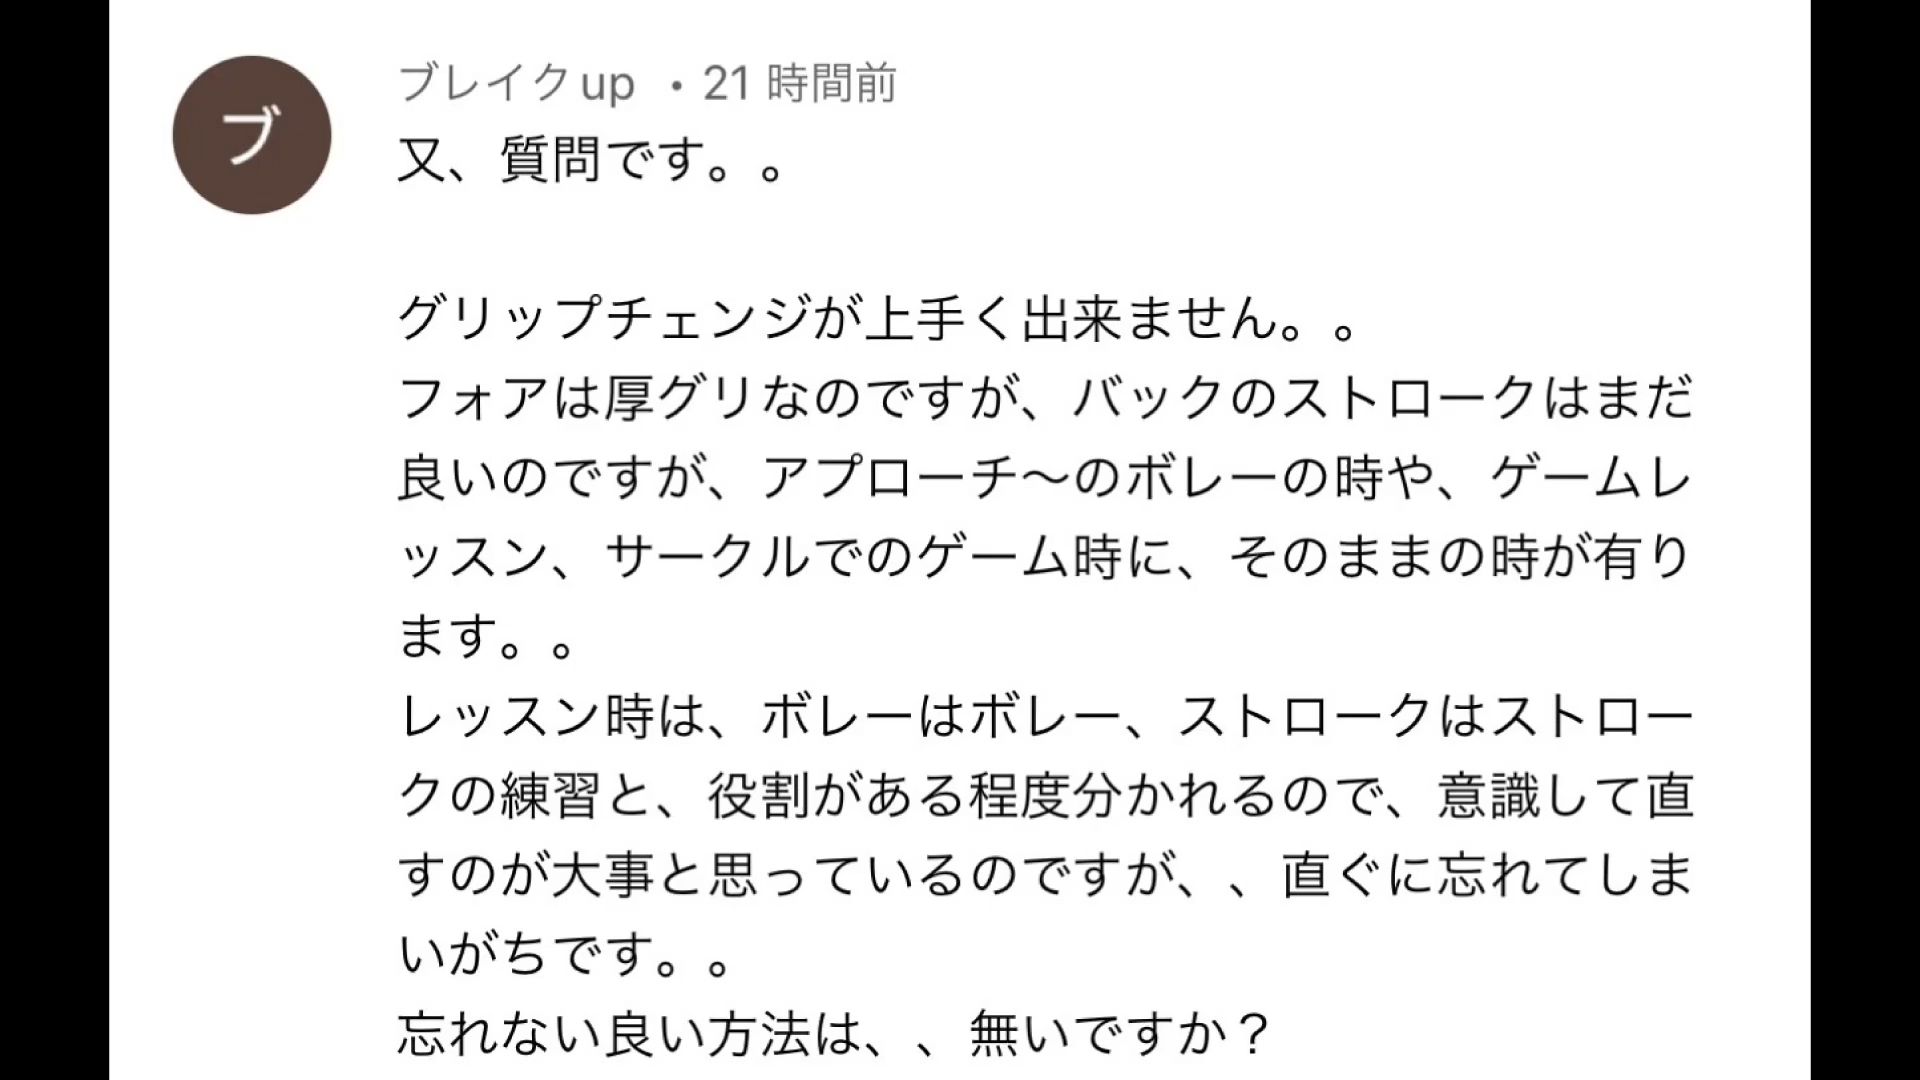 ブ
ブレイクup ・21 時間前
又、質問です。。
グリップチェンジが上手く出来ません。。
フォアは厚グリなのですが、バックのストロークはまだ
良いのですが、アプローチ〜のボレーの時や、ゲームレ
ッスン、サークルでのゲーム時に、そのままの時が有り
ます。。
レッスン時は、ボレーはボレー、ストロークはストロー
クの練習と、役割がある程度分かれるので、意識して直
すのが大事と思っているのですが、、直ぐに忘れてしま
いがちです。。
忘れない良い方法は、、無いですか？